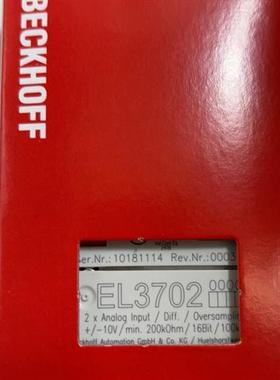 BECKHOFF
Ser.Nr.: 10181114 Rev.Nr.: 0003
EL3702
2 x Analog Input / Diff. / Oversampling
+/-10V/min. 200kOhm / 16Bit / 100k
Beckhoff Automation GmbH & Co. KG / Huelshorst